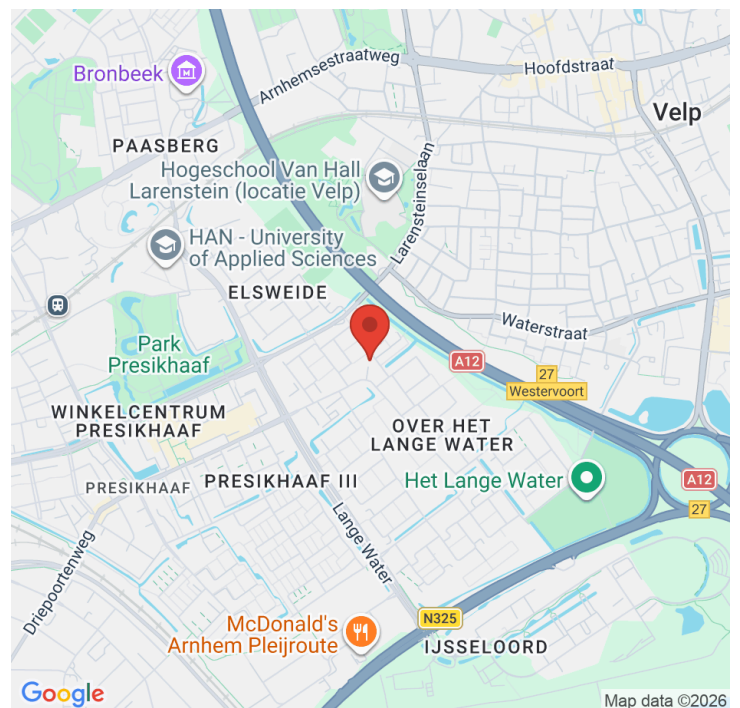 Bronbeek
Arnhemsestraatweg
Hoofdstraat
Velp
PAASBERG
Hogeschool Van Hall
Larenstein (locatie Velp)
Larensteinselaan
HAN - University
of Applied Sciences
ELSWEIDE
Waterstraat
Park
Presikhaaf
A12
27
Westervoort
WINKELCENTRUM
PRESIKHAAF
OVER HET
LANGE WATER
PRESIKHAAF III
Het Lange Water
A12
PRESIKHAAF
27
Lange Water
Driepoortenweg
McDonald's
Arnhem Pleijroute
N325
IJSSELOORD
Google
Map data ©2026